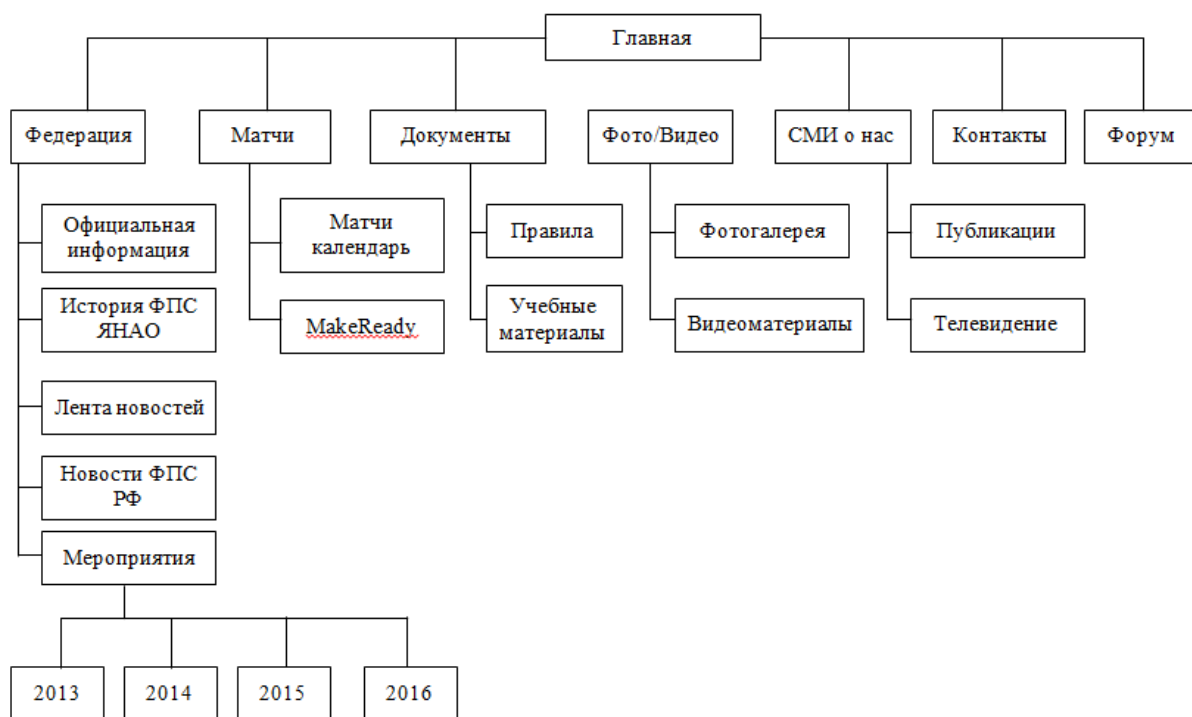 Главная
Федерация
Матчи
Документы
Фото/Видео
СМИ о нас
Контакты
Форум
Официальная
информация
История ФПС
ЯНАО
Лента новостей
Новости ФПС
РФ
Мероприятия
2013
2014
2015
2016
Матчи
календарь
MakeReady
Правила
Учебные
материалы
Фотогалерея
Видеоматериалы
Публикации
Телевидение